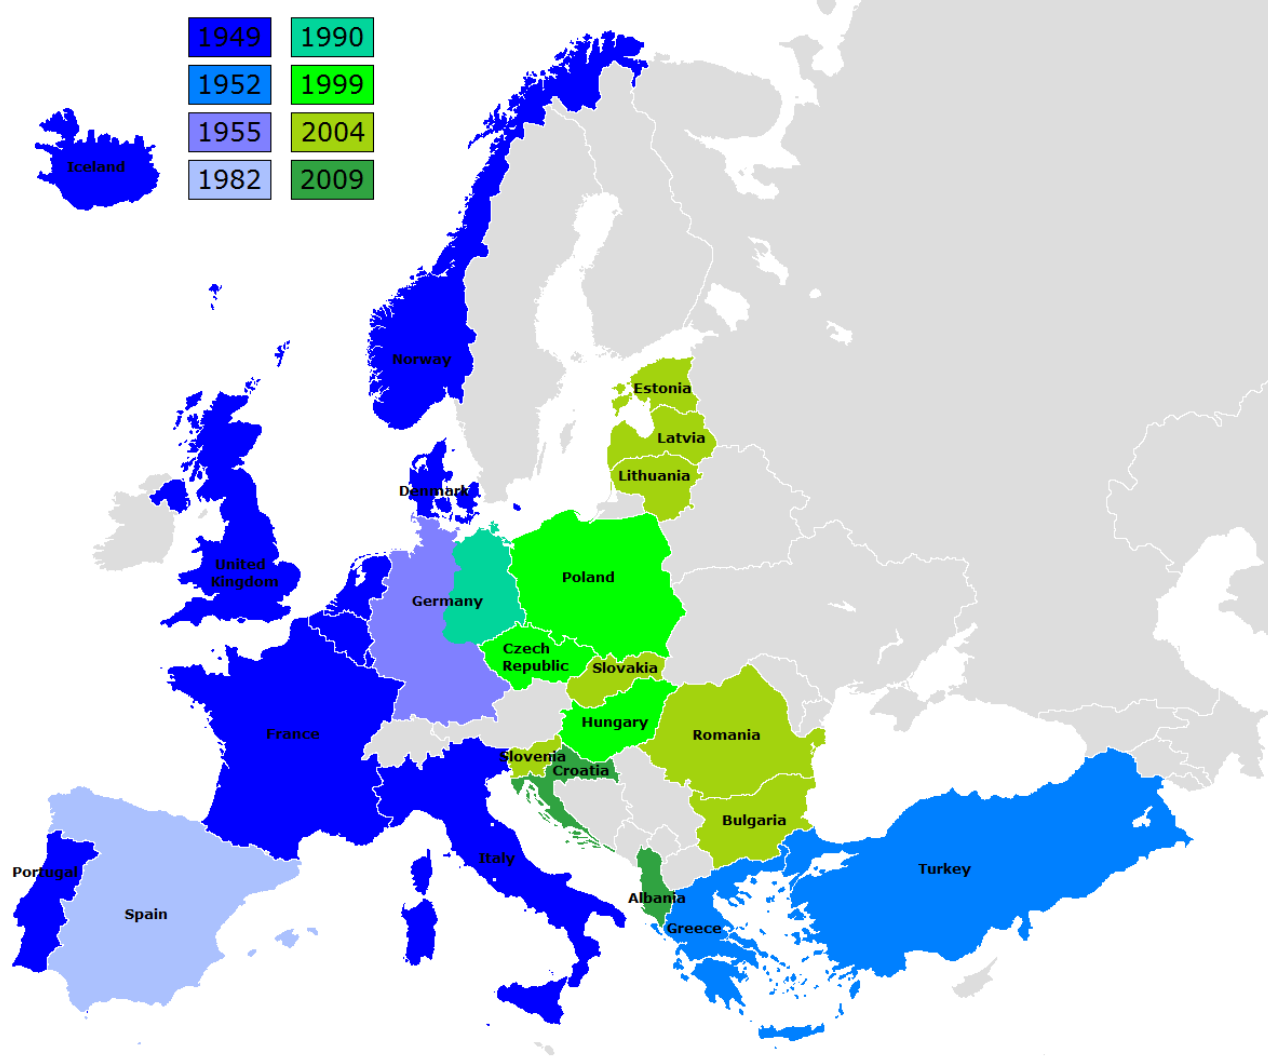 1949 1990
1952 1999
1955 2004
1982 2009
Iceland
Norway
Estonia
Latvia
Lithuania
Denmark
United
Kingdom
Poland
Germany
Czech
Republic
Slovakia
Hungary
France
Romania
Slovenia
Croatia
Bulgaria
Italy
Turkey
Portugal
Albania
Spain
Greece